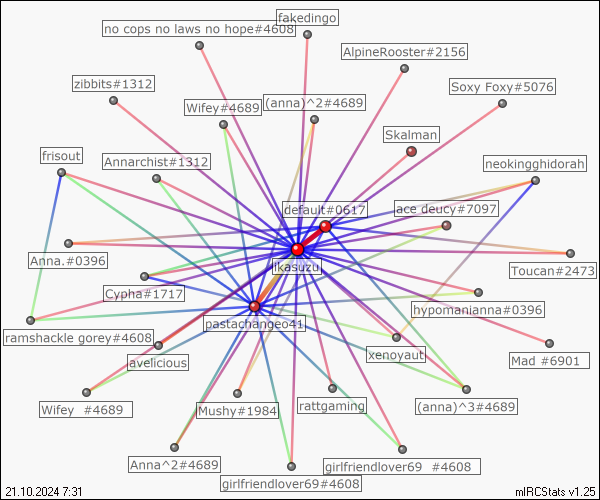 fakedingo
no cops no laws no hope#4608
AlpineRooster#2156
zibbits#1312
Soxy Foxy#5076
Wifey#4689
(anna)^2#4689
Skalman
frisout
Annarchist#1312
neokingghidorah
default#0617
ace_deucy#7097
Anna.#0396
ikasuzu
Toucan#2473
Cypha#1717
hypomanianna#0396
pastachangeo41
ramshackle gorey#4608
xenoyaut
avelicious
Mad #6901
Wifey #4689
Mushy#1984
rattgaming
(anna)^3#4689
Anna^2#4689
girlfriendlover69 #4608
girlfriendlover69#4608
21.10.2024 7:31
mIRCStats v1.25